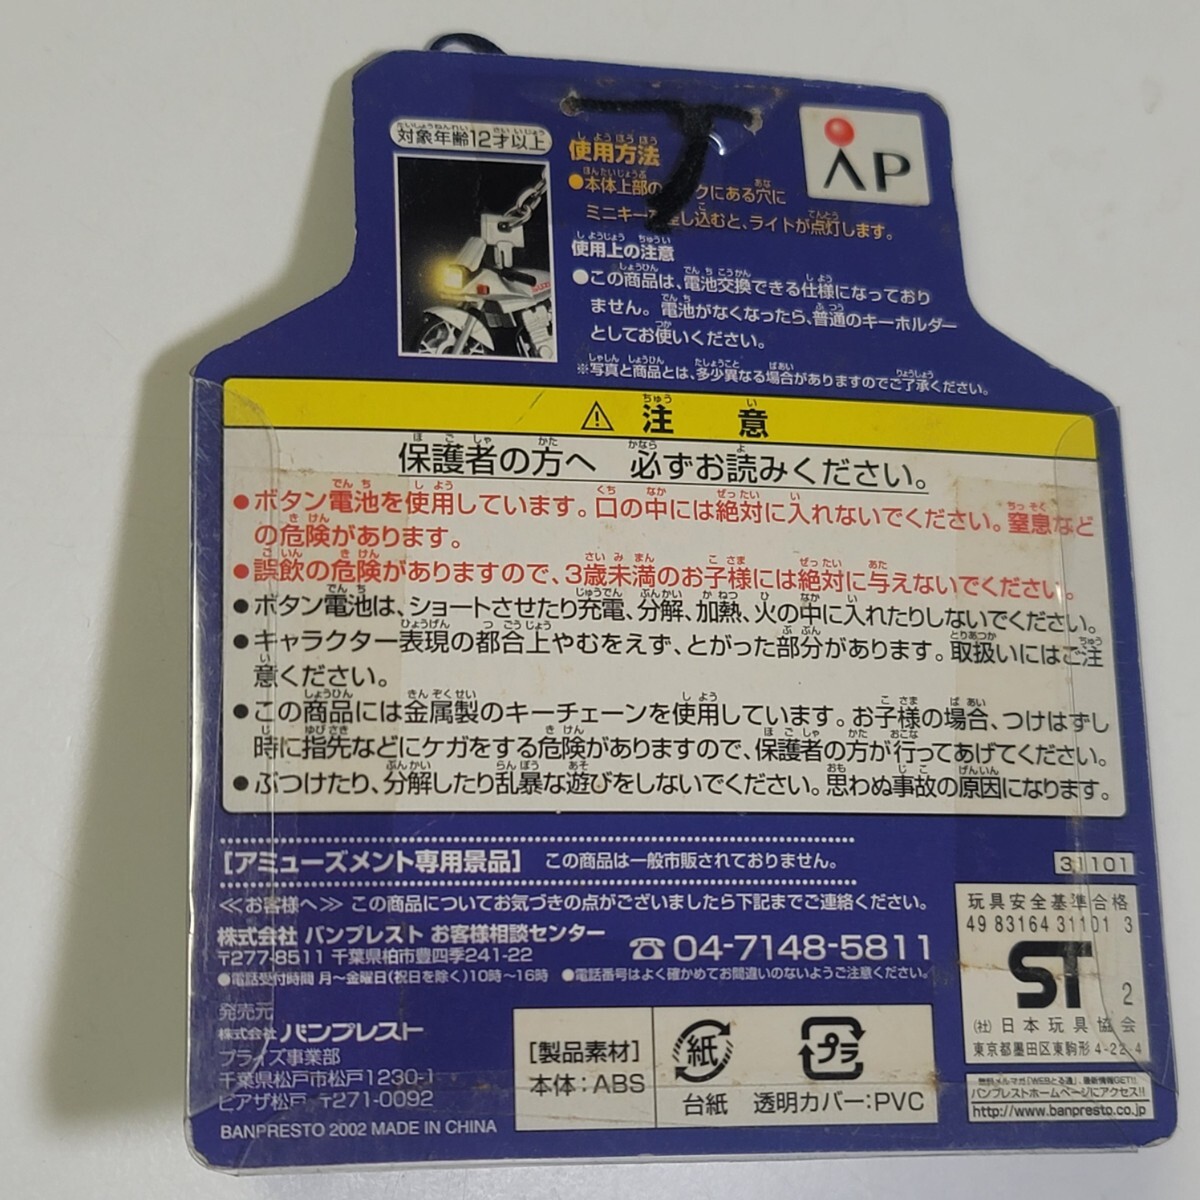 対象年齢12才以上
AP
使用方法
●本体上部の クにある穴に
ミニキーを差し込むと、ライトが点灯します。
使用上の注意
●この商品は、電池交換できる仕様になっており
ません。電池がなくなったら、普通のキーホルダー
としてお使いください。
※写真と商品とは、多少異なる場合がありますのでご了承ください。
⚠注 意
保護者の方へ 必ずお読みください。
●ボタン電池を使用しています。口の中には絶対に入れないでください。窒息など
の危険があります。
●誤飲の危険がありますので、3歳未満のお子様には絶対に与えないでください。
●ボタン電池は、ショートさせたり充電、分解、加熱、火の中に入れたりしないでください。
●キャラクター表現の都合上やむをえず、とがった部分があります。取扱いにはご注
意ください。
●この商品には金属製のキーチェーンを使用しています。お子様の場合、つけはずし
時に指先などにケガをする危険がありますので、保護者の方が行ってあげてください。
●ぶつけたり、分解したり乱暴な遊びをしないでください。思わぬ事故の原因になります。
[アミューズメント専用景品] この商品は一般市販されておりません。
≪お客様へ≫ この商品についてお気づきの点がございましたら下記までご連絡ください。
株式会社 バンプレスト お客様相談センター
〒277-8511 千葉県柏市豊四季241-22
☎04-7148-5811
●電話受付時間 月～金曜日(祝日を除く)10時～16時 ●電話番号はよく確かめてお間違いのないようご注意ください。
発売元
株式会社 バンプレスト
プライズ事業部
千葉県松戸市松戸1230-1
ピアザ松戸 〒271-0092
BANPRESTO 2002 MADE IN CHINA
[製品素材]
本体:ABS
紙
台紙
プラ
透明カバー:PVC
31101
玩具安全基準合格
49 83164 31101 3
ST 2
(社)日本玩具協会
東京都墨田区東駒形4-22-4
無料メルマガ「WEBとる造」、最新情報GET!!
バンプレストホームページにアクセス!!
http://www.banpresto.co.jp